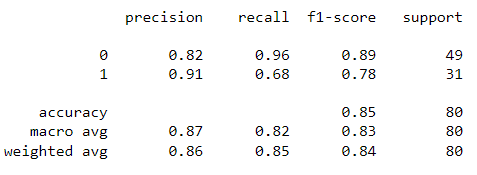 precision recall f1-score support
0 0.82 0.96 0.89 49
1 0.91 0.68 0.78 31
accuracy 0.85 80
macro avg 0.87 0.82 0.83 80
weighted avg 0.86 0.85 0.84 80